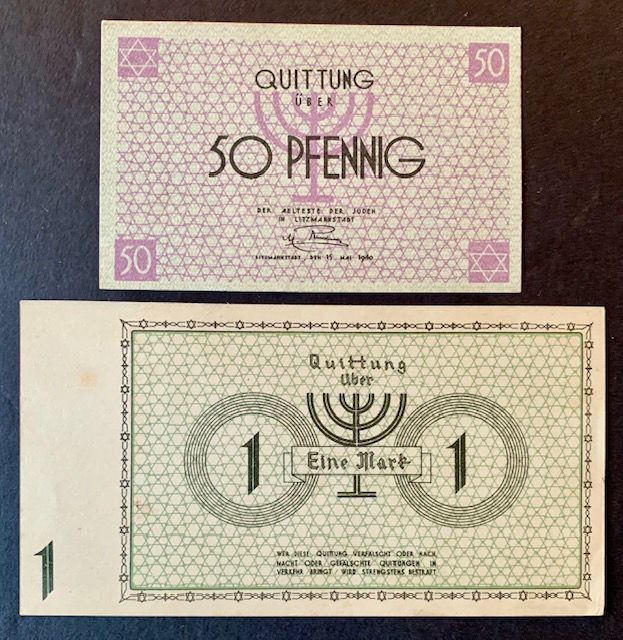 50
QUITTUNG
ÜBER
50 PFENNIG
DER AELTESTE DER JUDEN
IN LITZMANNSTADT
50
LITZMANNSTADT, DEN 15. MAI 1940
Quittung
über
1
Eine Mark
1
WER DIESE QUITTUNG VERFÄLSCHT ODER NACH,
MACHT ODER GEFÄLSCHTE QUITTUNGEN IN
VERKEHR BRINGT, WIRD STRENGSTENS BESTRAFT
1